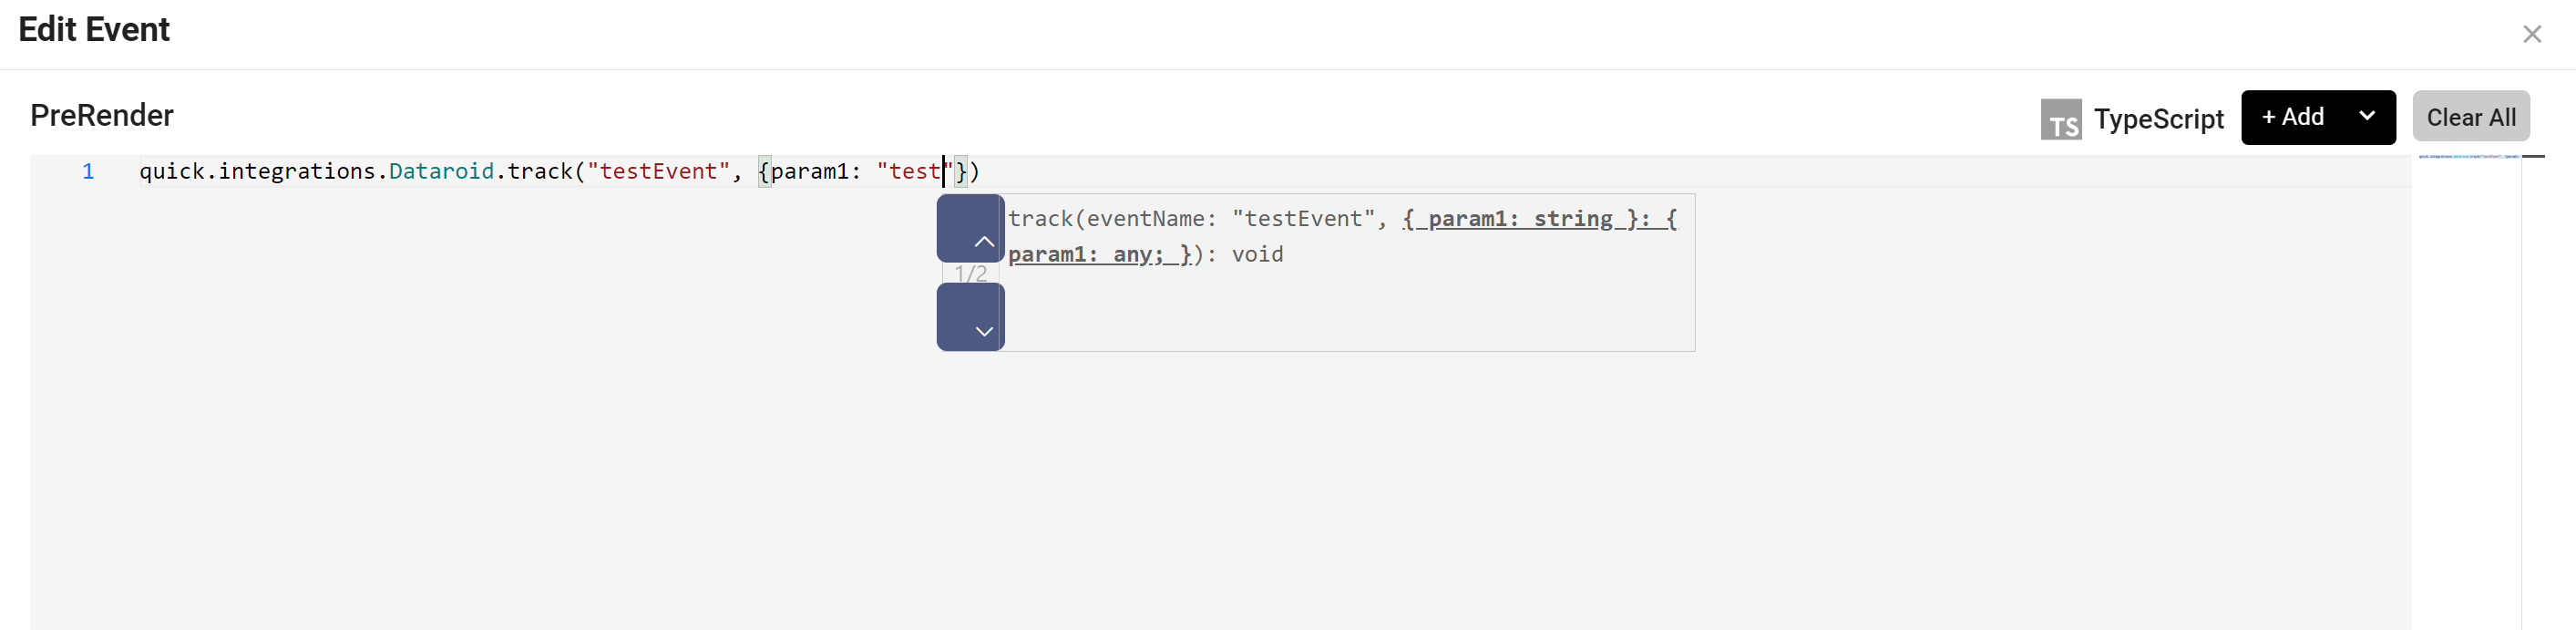 Edit Event
PreRender
TS TypeScript + Add Clear All
1 quick.integrations.Dataroid.track("testEvent", {param1: "test"})
track(eventName: "testEvent", { param1: string }: {
param1: any; }): void
1/2